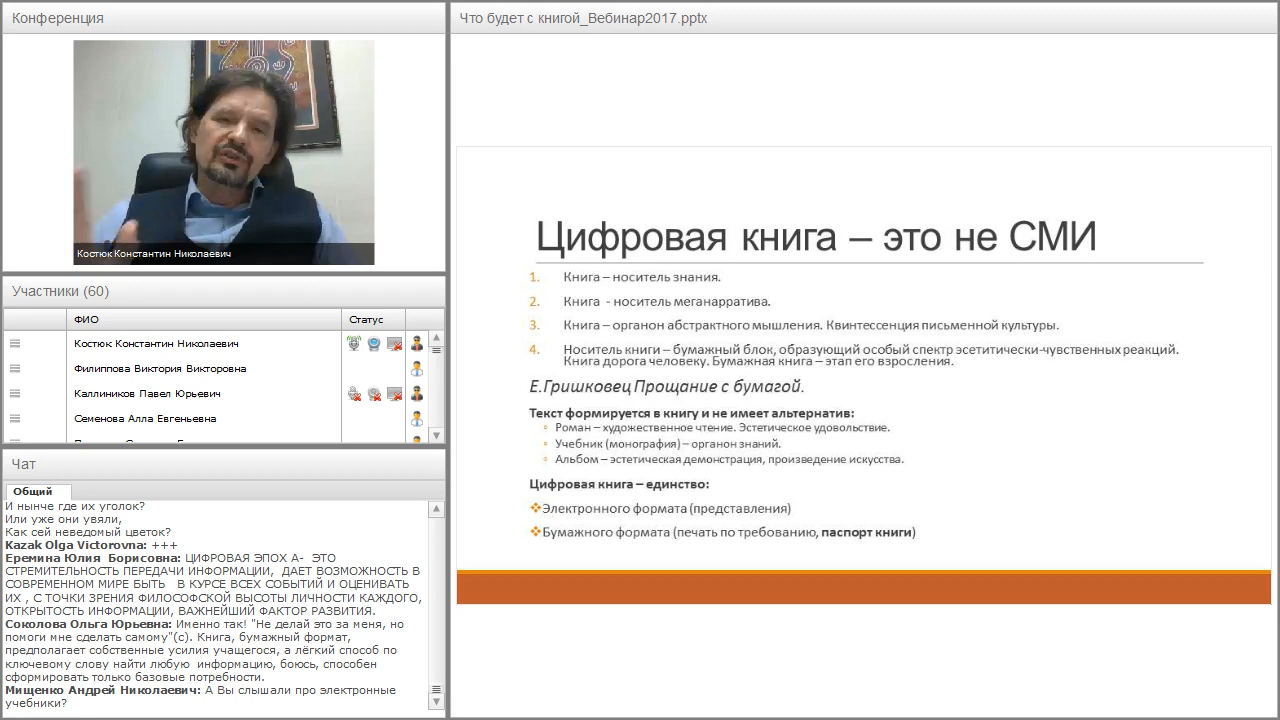 Конференция
Костюк Константин Николаевич
Участники (60)
ФИО
Статус
Костюк Константин Николаевич
Филиппова Виктория Викторовна
Каллиников Павел Юрьевич
Семенова Алла Евгеньевна
Чат
Общий
И нынче где их уголок?
Или уже они увяли,
Как сей неведомый цветок?
Kazak Olga Victorovna: +++
Еремина Юлия Борисовна: ЦИФРОВАЯ ЭПОХ А- ЭТО
СТРЕМИТЕЛЬНОСТЬ ПЕРЕДАЧИ ИНФОРМАЦИИ, ДАЕТ ВОЗМОЖНОСТЬ В
СОВРЕМЕННОМ МИРЕ БЫТЬ В КУРСЕ ВСЕХ СОБЫТИЙ И ОЦЕНИВАТЬ
ИХ , С ТОЧКИ ЗРЕНИЯ ФИЛОСОФСКОЙ ВЫСОТЫ ЛИЧНОСТИ КАЖДОГО,
ОТКРЫТОСТЬ ИНФОРМАЦИИ, ВАЖНЕЙШИЙ ФАКТОР РАЗВИТИЯ.
Соколова Ольга Юрьевна: Именно так! "Не делай это за меня, но
помоги мне сделать самому"(с). Книга, бумажный формат,
предполагает собственные усилия учащегося, а лёгкий способ по
ключевому слову найти любую информацию, боюсь, способен
сформировать только базовые потребности.
Мищенко Андрей Николаевич: А Вы слышали про электронные
учебники?
Что будет с книгой_Вебинар2017.pptx
Цифровая книга – это не СМИ
1. Книга – носитель знания.
2. Книга - носитель меганарратива.
3. Книга – органон абстрактного мышления. Квинтессенция письменной культуры.
4. Носитель книги – бумажный блок, образующий особый спектр эсетитически-чувственных реакций.
Книга дорога человеку. Бумажная книга – этап его взросления.
Е.Гришковец Прощание с бумагой.
Текст формируется в книгу и не имеет альтернатив:
Роман – художественное чтение. Эстетическое удовольствие.
Учебник (монография) – органон знаний.
Альбом – эстетическая демонстрация, произведение искусства.
Цифровая книга – единство:
Электронного формата (представления)
Бумажного формата (печать по требованию, паспорт книги)